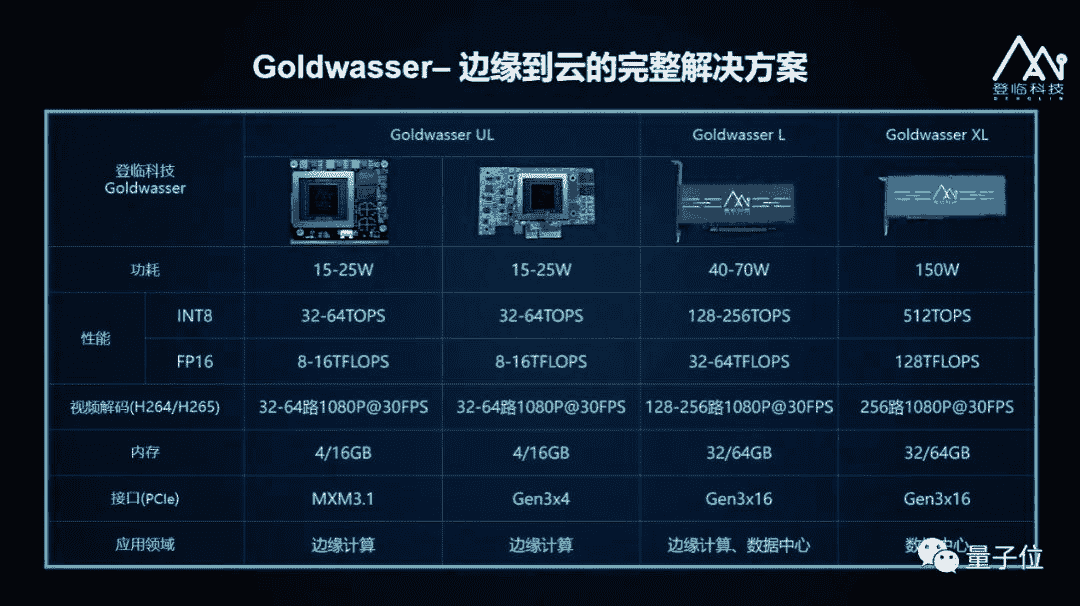 Goldwasser– 边缘到云的完整解决方案
登临科技
DENGLIN
登临科技
Goldwasser
Goldwasser UL
Goldwasser L
Goldwasser XL
功耗
15-25W
15-25W
40-70W
150W
性能
INT8
32-64TOPS
32-64TOPS
128-256TOPS
512TOPS
FP16
8-16TFLOPS
8-16TFLOPS
32-64TFLOPS
128TFLOPS
视频解码(H264/H265)
32-64路1080P@30FPS
32-64路1080P@30FPS
128-256路1080P@30FPS
256路1080P@30FPS
内存
4/16GB
4/16GB
32/64GB
32/64GB
接口(PCIe)
MXM3.1
Gen3x4
Gen3x16
Gen3x16
应用领域
边缘计算
边缘计算
边缘计算、数据中心
数据中心
量子位